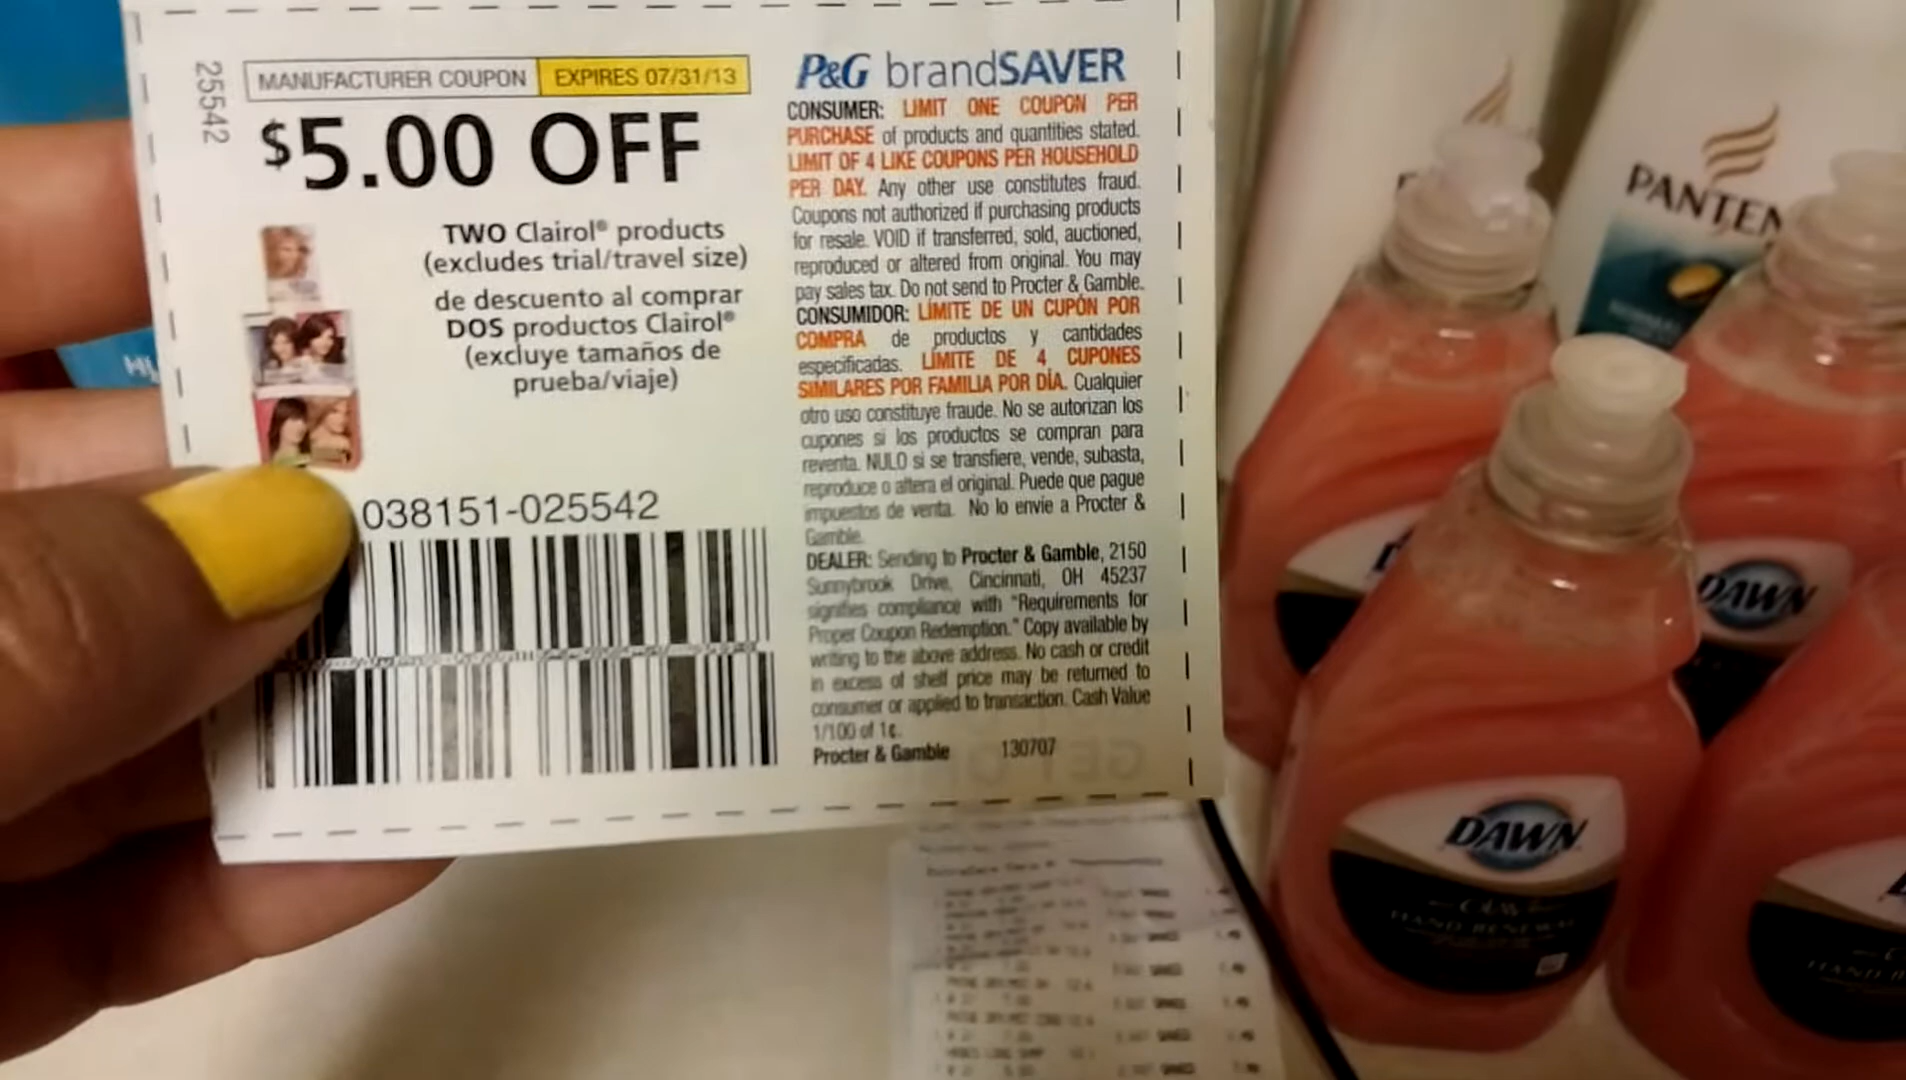 25542
MANUFACTURER COUPON EXPIRES 07/31/13
$5.00 OFF
TWO Clairol® products
(excludes trial/travel size)
de descuento al comprar
DOS productos Clairol®
(excluye tamaños de
prueba/viaje)
038151-025542
P&G brandSAVER
CONSUMER: LIMIT ONE COUPON PER
PURCHASE of products and quantities stated.
LIMIT OF 4 LIKE COUPONS PER HOUSEHOLD
PER DAY. Any other use constitutes fraud.
Coupons not authorized if purchasing products
for resale. VOID if transferred, sold, auctioned,
reproduced or altered from original. You may
pay sales tax. Do not send to Procter & Gamble.
CONSUMIDOR: LÍMITE DE UN CUPÓN POR
COMPRA de productos y cantidades
especificadas. LÍMITE DE 4 CUPONES
SIMILARES POR FAMILIA POR DÍA. Cualquier
otro uso constituye fraude. No se autorizan los
cupones si los productos se compran para
reventa. NULO si se transfiere, vende, subasta,
reproduce o altera el original. Puede que pague
impuestos de venta. No lo envíe a Procter &
Gamble.
DEALER: Sending to Procter & Gamble, 2150
Sunnybrook Drive, Cincinnati, OH 45237
signifies compliance with "Requirements for
Proper Coupon Redemption." Copy available by
writing to the above address. No cash or credit
in excess of shelf price may be returned to
consumer or applied to transaction. Cash Value
1/100 of 1¢.
Procter & Gamble 130707
PANTEN
DAWN
DAWN
HAND RENEWAL